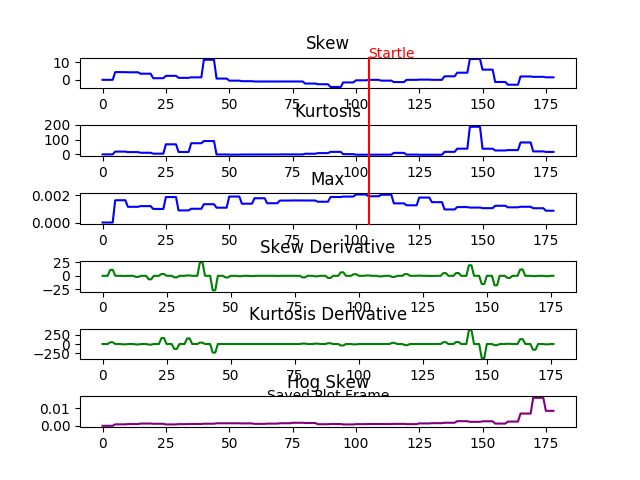 Skew
Startle
10
0
0 25 50 75 100 125 150 175
Kurtosis
200
100
0
0 25 50 75 100 125 150 175
Max
0.002
0.000
0 25 50 75 100 125 150 175
Skew Derivative
25
0
−25
0 25 50 75 100 125 150 175
Kurtosis Derivative
250
0
−250
0 25 50 75 100 125 150 175
Hog Skew
Saved Plot Frame
0.01
0.00
0 25 50 75 100 125 150 175